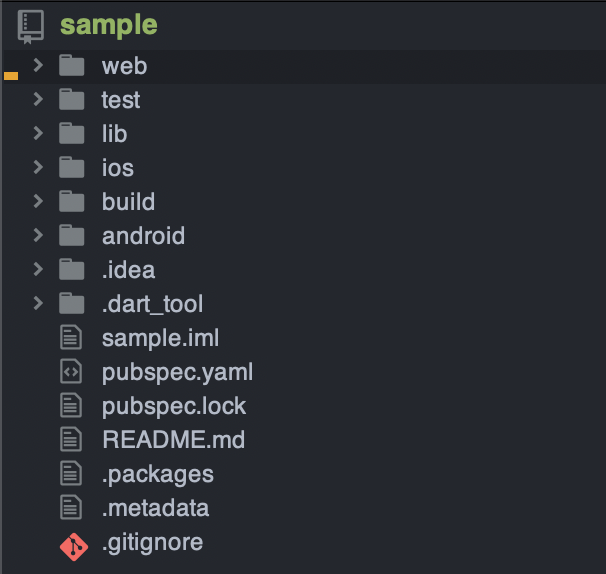 sample
web
test
lib
ios
build
android
.idea
.dart_tool
sample.iml
pubspec.yaml
pubspec.lock
README.md
.packages
.metadata
.gitignore